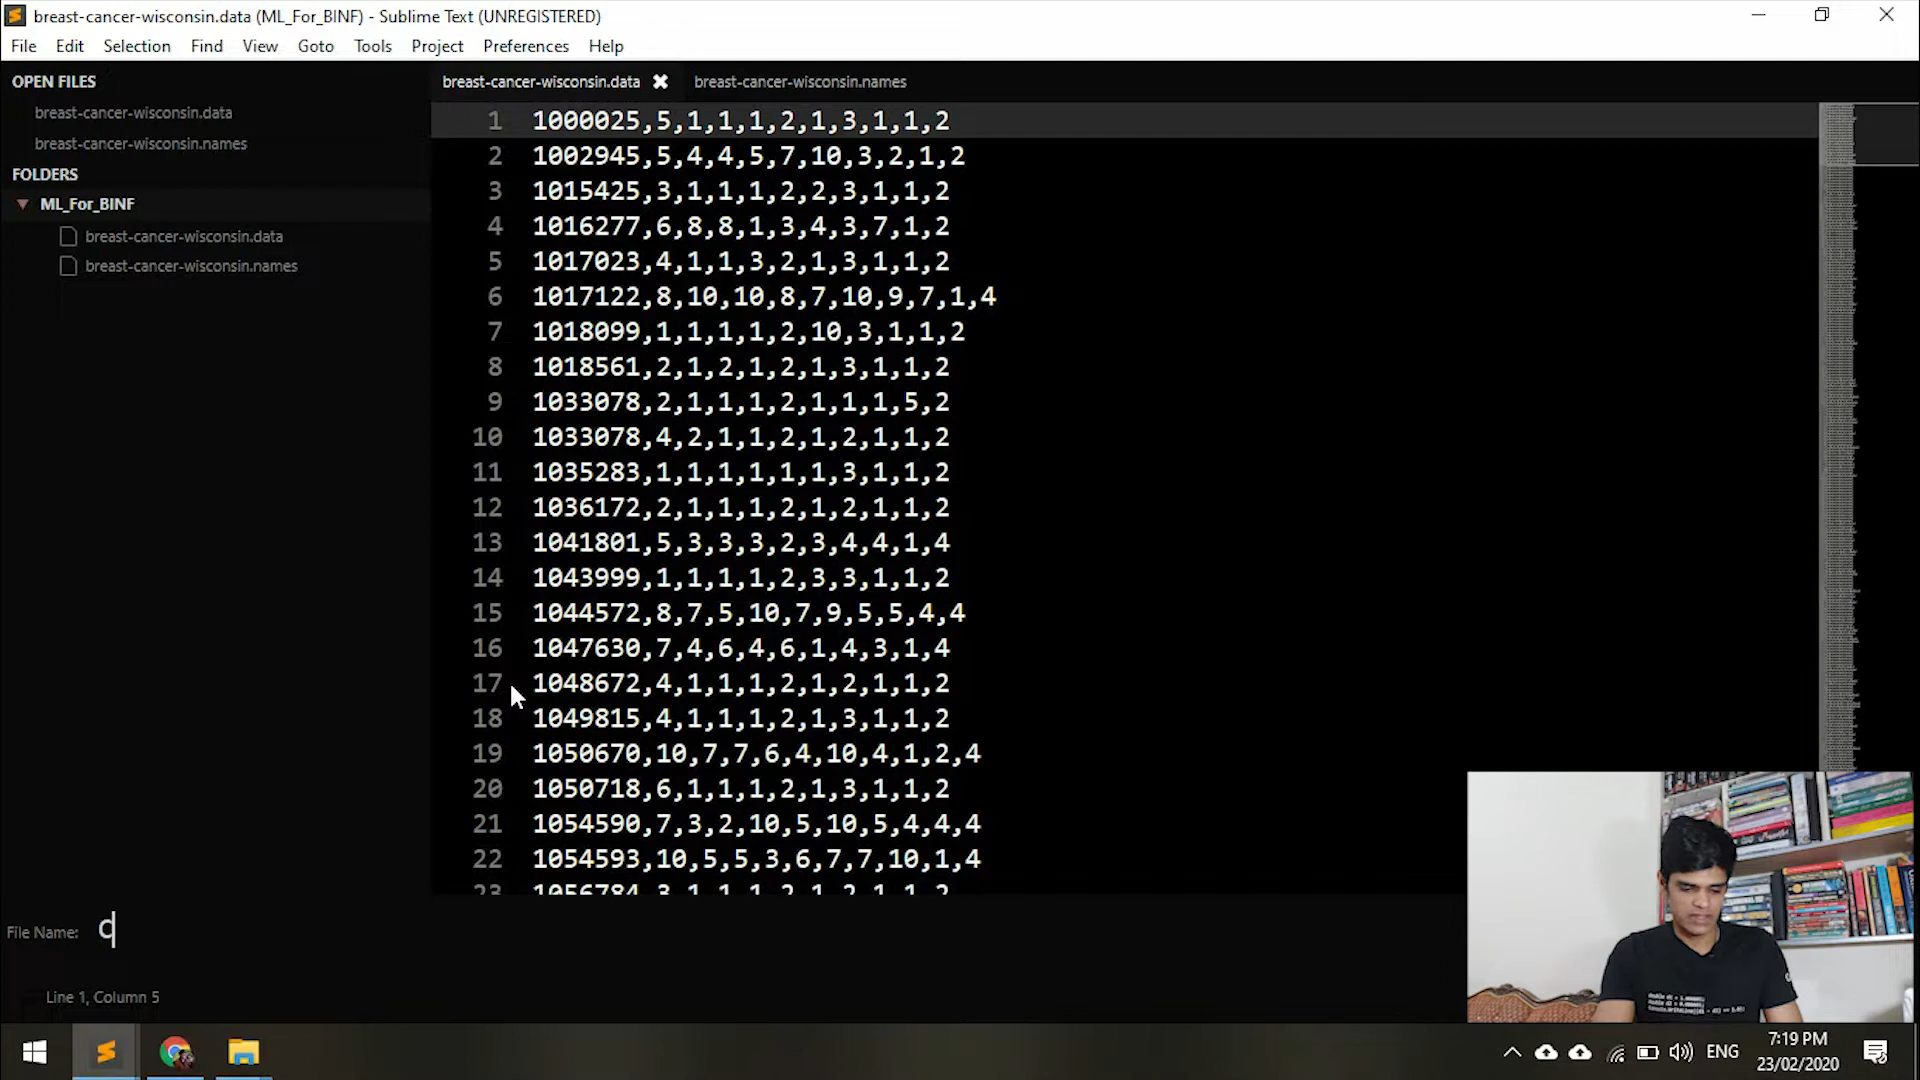 breast-cancer-wisconsin.data (ML_For_BINF) - Sublime Text (UNREGISTERED)
File Edit Selection Find View Goto Tools Project Preferences Help
OPEN FILES
breast-cancer-wisconsin.data
breast-cancer-wisconsin.names
FOLDERS
ML_For_BINF
breast-cancer-wisconsin.data
breast-cancer-wisconsin.names
breast-cancer-wisconsin.data breast-cancer-wisconsin.names
1 1000025,5,1,1,1,2,1,3,1,1,2
2 1002945,5,4,4,5,7,10,3,2,1,2
3 1015425,3,1,1,1,2,2,3,1,1,2
4 1016277,6,8,8,1,3,4,3,7,1,2
5 1017023,4,1,1,3,2,1,3,1,1,2
6 1017122,8,10,10,8,7,10,9,7,1,4
7 1018099,1,1,1,1,2,10,3,1,1,2
8 1018561,2,1,2,1,2,1,3,1,1,2
9 1033078,2,1,1,1,2,1,1,1,5,2
10 1033078,4,2,1,1,2,1,2,1,1,2
11 1035283,1,1,1,1,1,1,3,1,1,2
12 1036172,2,1,1,1,2,1,2,1,1,2
13 1041801,5,3,3,3,2,3,4,4,1,4
14 1043999,1,1,1,1,2,3,3,1,1,2
15 1044572,8,7,5,10,7,9,5,5,4,4
16 1047630,7,4,6,4,6,1,4,3,1,4
17 1048672,4,1,1,1,2,1,2,1,1,2
18 1049815,4,1,1,1,2,1,3,1,1,2
19 1050670,10,7,7,6,4,10,4,1,2,4
20 1050718,6,1,1,1,2,1,3,1,1,2
21 1054590,7,3,2,10,5,10,5,4,4,4
22 1054593,10,5,5,3,6,7,7,10,1,4
23 1056784,3,1,1,1,2,1,2,1,1,2
File Name: c
Line 1, Column 5
ENG
7:19 PM
23/02/2020